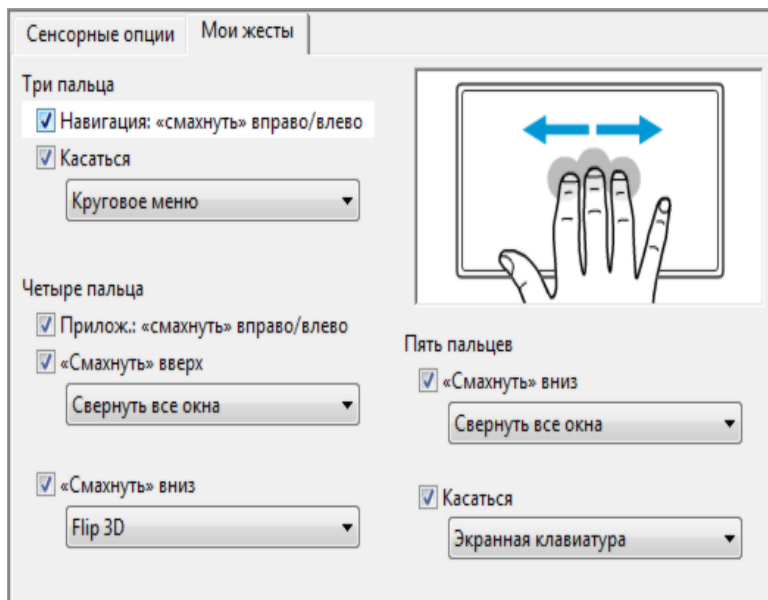 Сенсорные опции
Мои жесты
Три пальца
Навигация: «смахнуть» вправо/влево
Касаться
Круговое меню
Четыре пальца
Прилож.: «смахнуть» вправо/влево
«Смахнуть» вверх
Свернуть все окна
«Смахнуть» вниз
Flip 3D
Пять пальцев
«Смахнуть» вниз
Свернуть все окна
Касаться
Экранная клавиатура